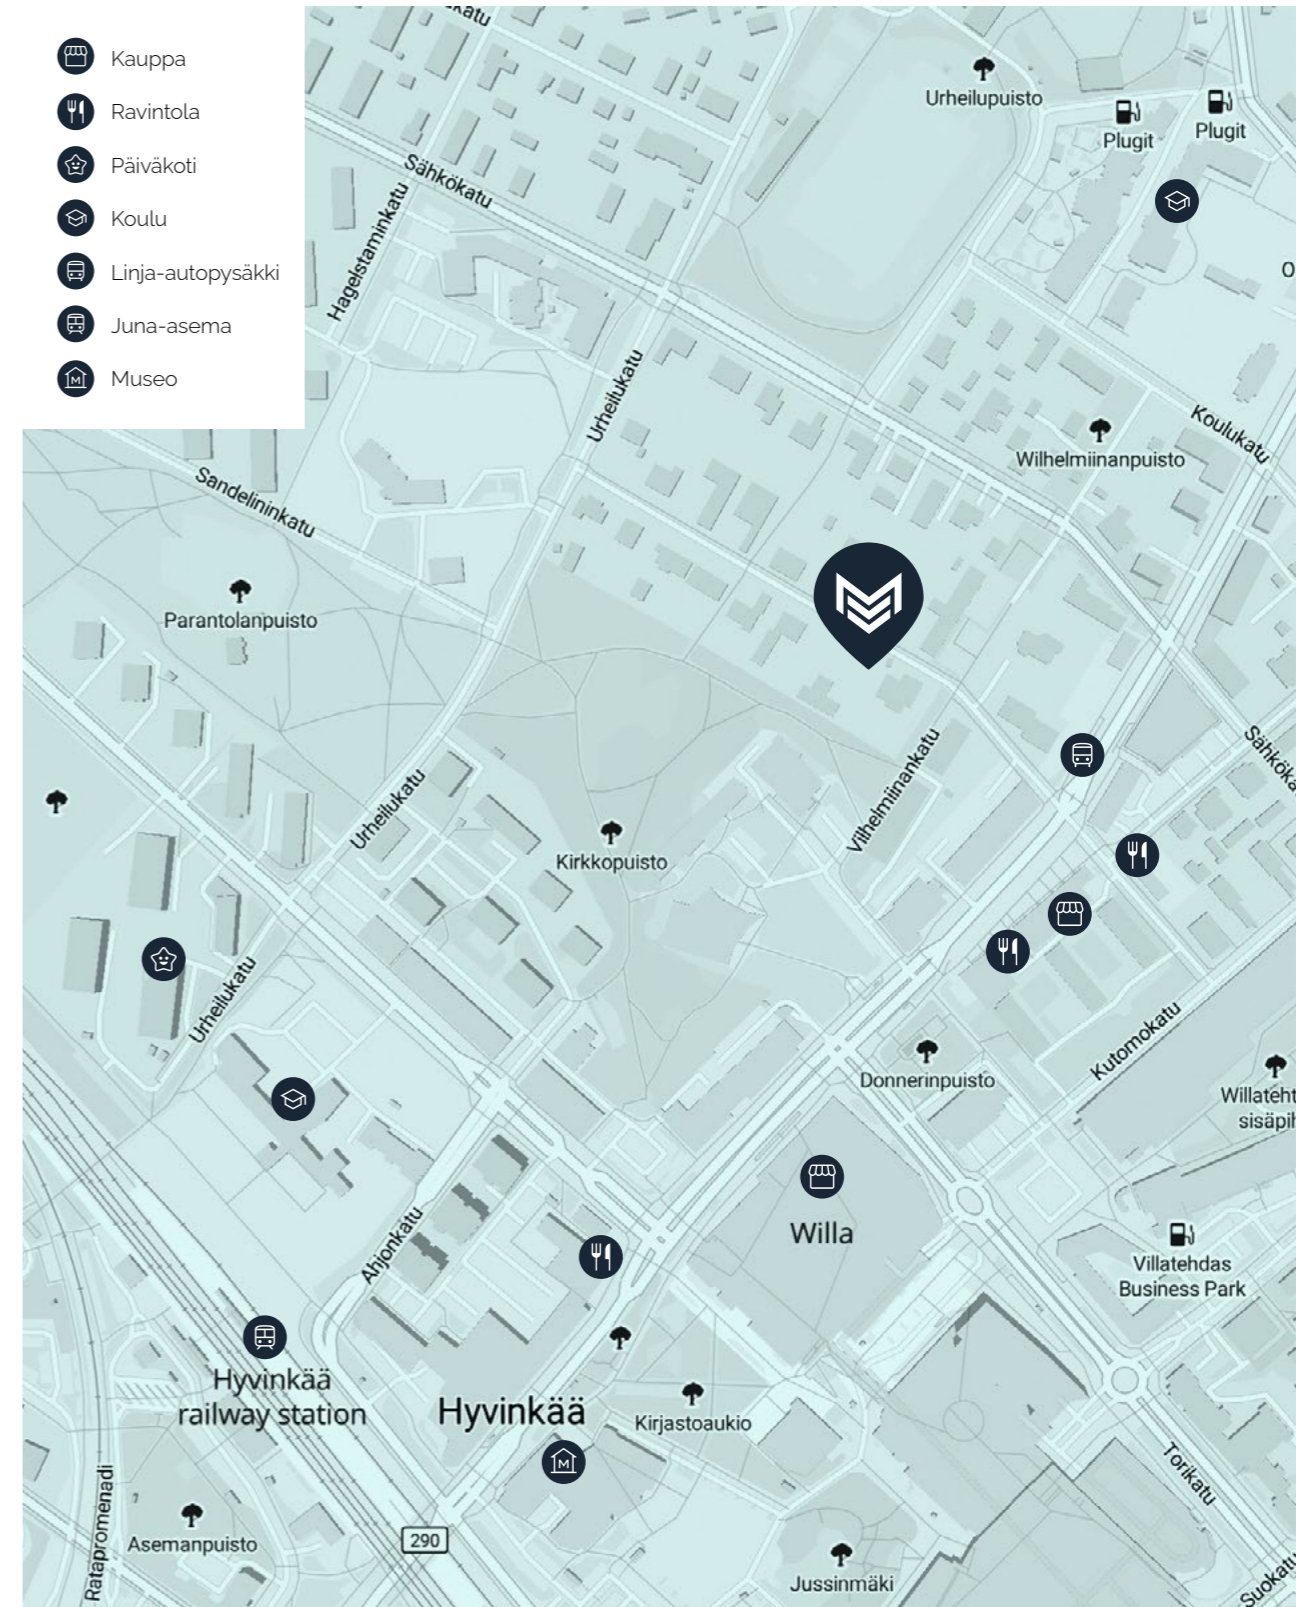 Kauppa
Ravintola
Päiväkoti
Koulu
Linja-autopysäkki
Juna-asema
Museo
Urheilupuisto
Plugit
Plugit
Sähkökatu
Hagelstaminkatu
Urheilukatu
Koulukatu
Wilhelmiinanpuisto
Sandelininkatu
Parantolanpuisto
Vilhelmiinankatu
Urheilukatu
Kirkkopuisto
Urheilukatu
Kutomokatu
Donnerinpuisto
Willa
Ahjonkatu
Villatehdas
Business Park
Hyvinkää
railway station
Hyvinkää
M
Kirjastoaukio
Torikatu
Ratapromenadi
Asemanpuisto
290
Jussinmäki